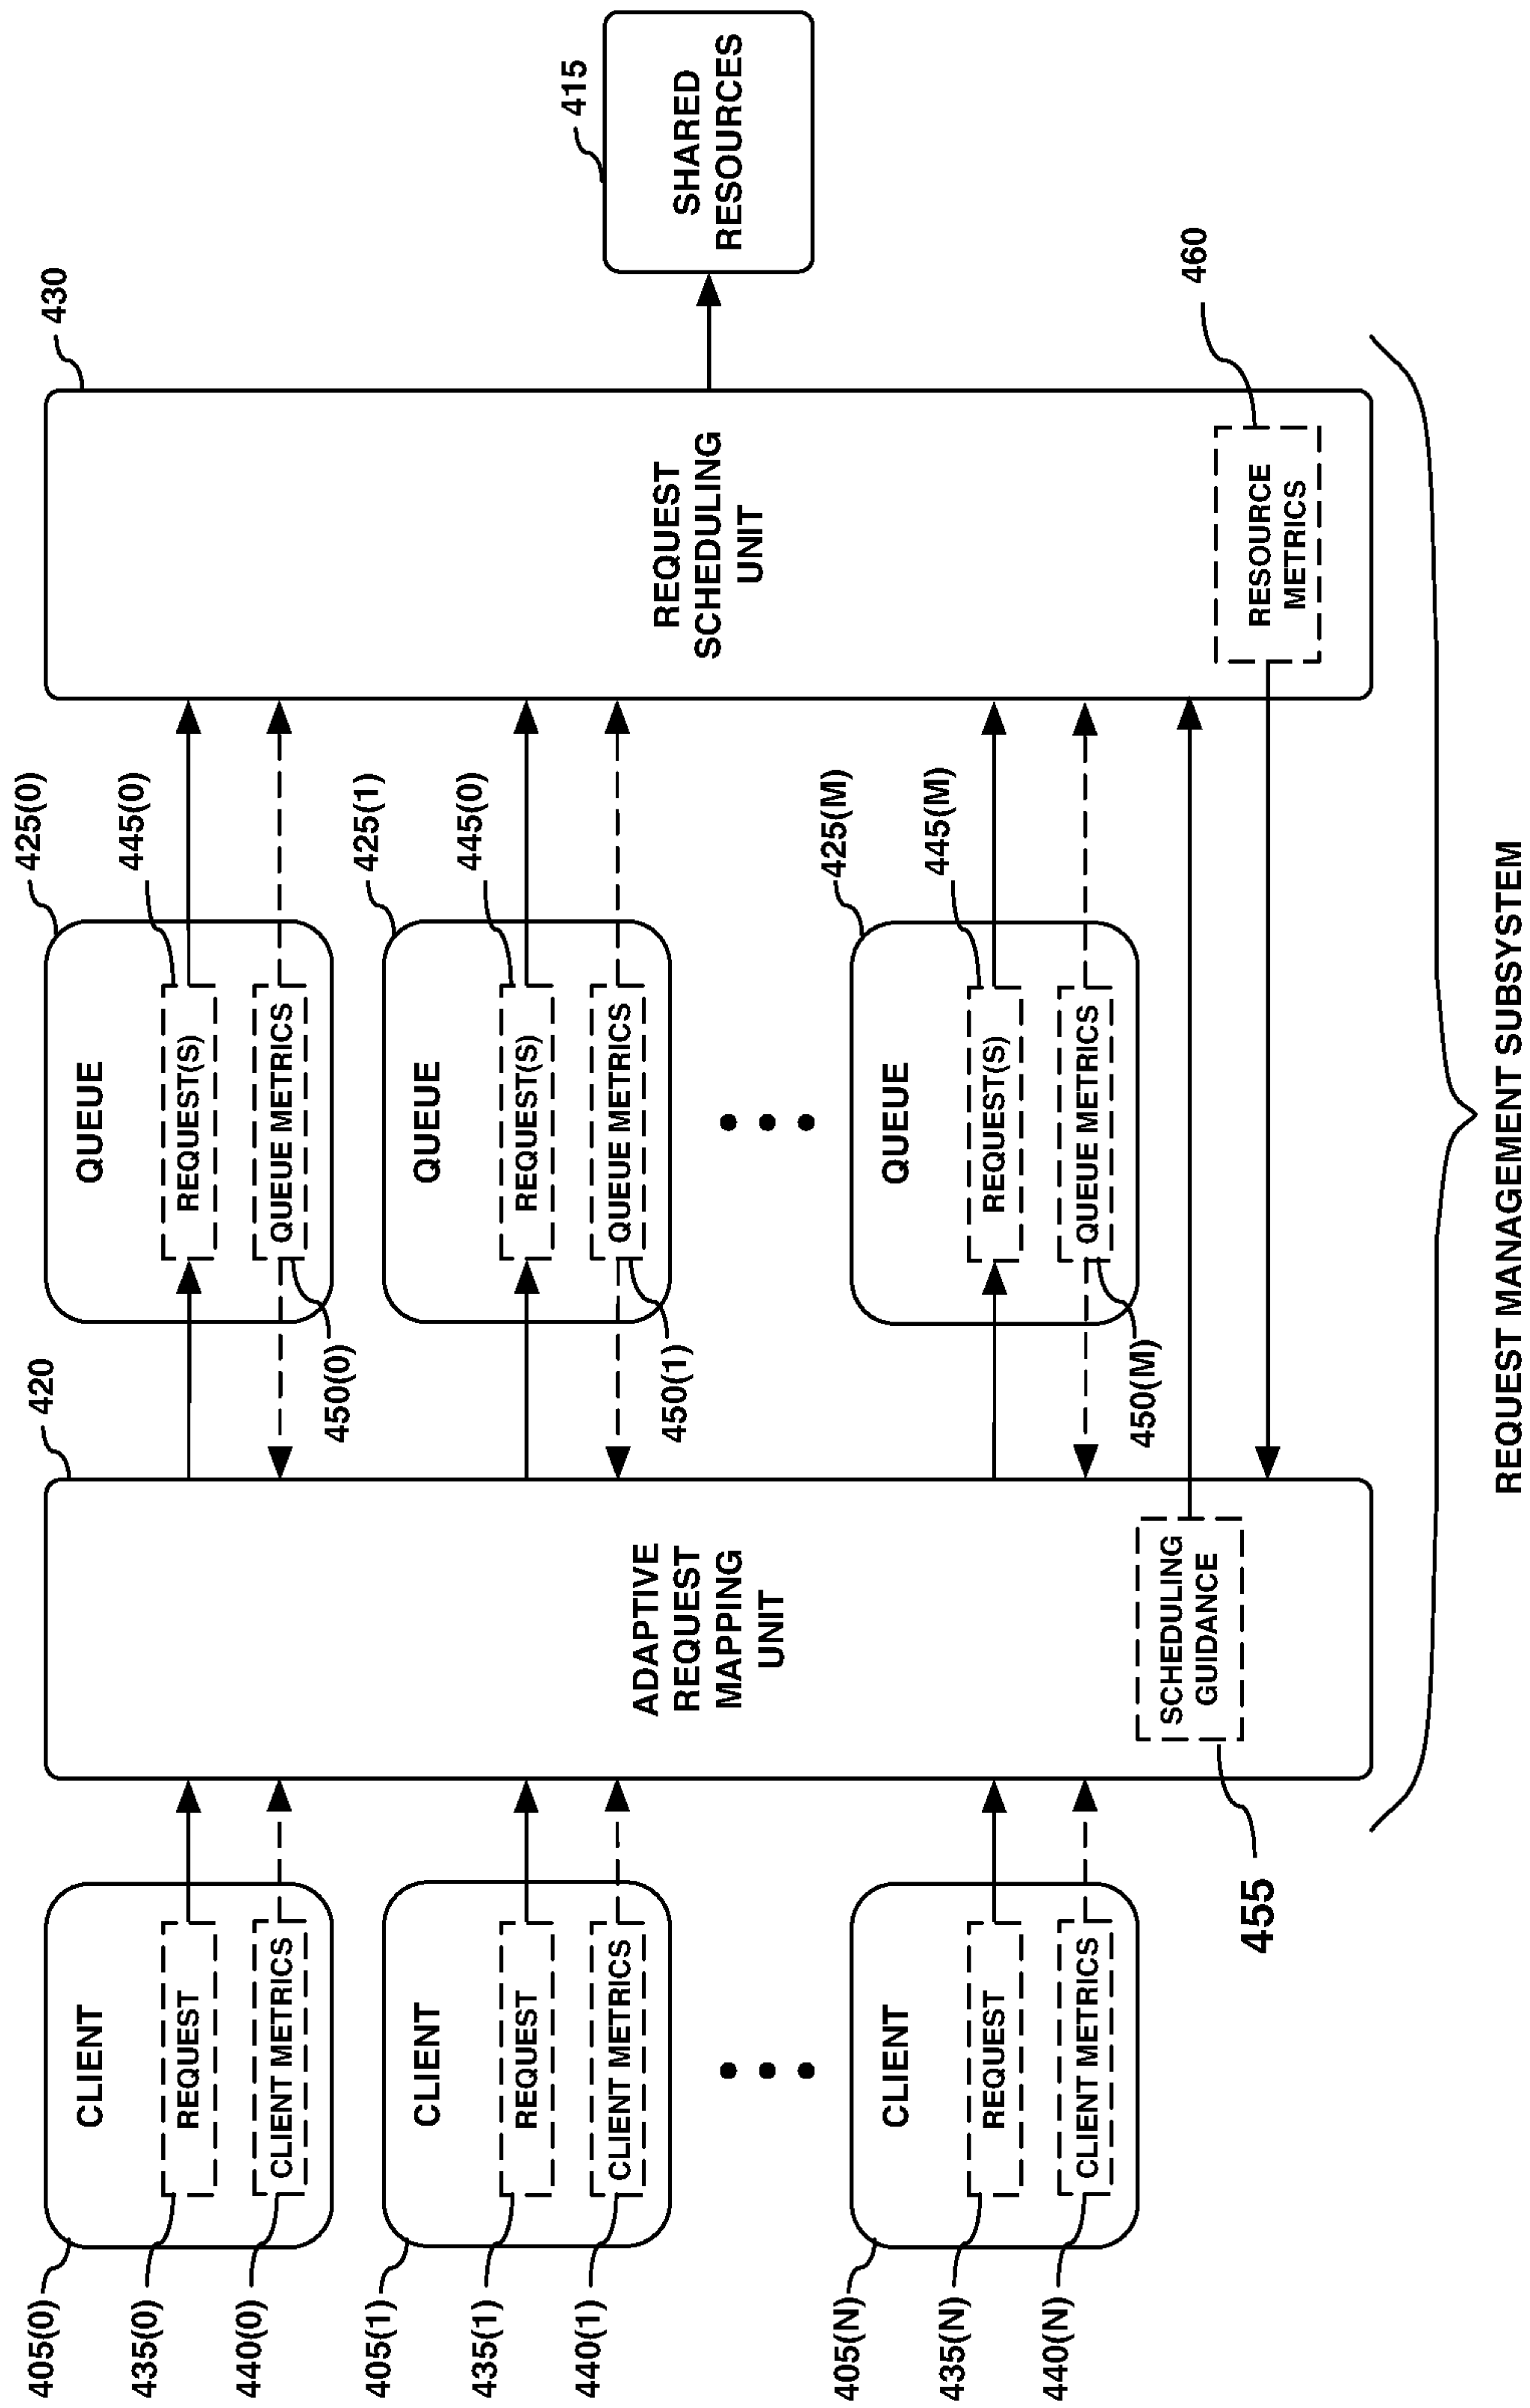 405(0)
CLIENT
435(0)
REQUEST
440(0)
CLIENT METRICS
405(1)
CLIENT
435(1)
REQUEST
440(1)
CLIENT METRICS
405(N)
CLIENT
435(N)
REQUEST
440(N)
CLIENT METRICS
420
ADAPTIVE
REQUEST
MAPPING
UNIT
SCHEDULING
GUIDANCE
455
425(0)
QUEUE
445(0)
REQUEST(S)
QUEUE METRICS
450(0)
425(1)
QUEUE
445(0)
REQUEST(S)
QUEUE METRICS
450(1)
425(M)
QUEUE
445(M)
REQUEST(S)
QUEUE METRICS
450(M)
430
REQUEST
SCHEDULING
UNIT
RESOURCE
METRICS
460
415
SHARED
RESOURCES
REQUEST MANAGEMENT SUBSYSTEM